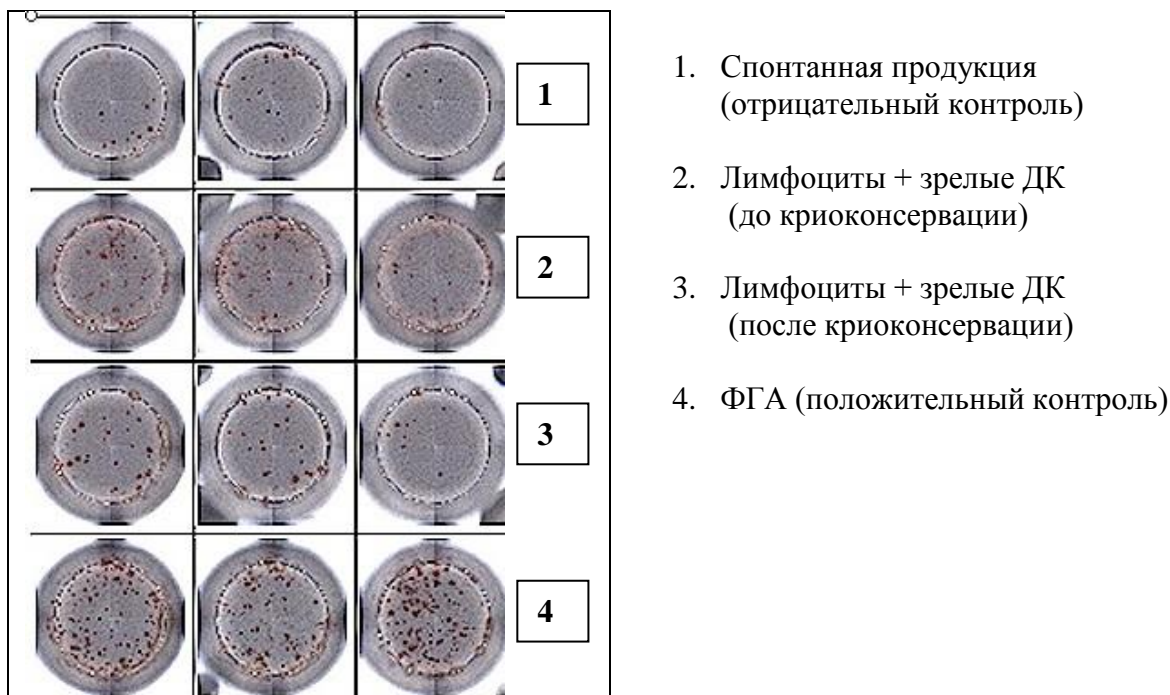 1
2
3
4
1. Спонтанная продукция
(отрицательный контроль)
2. Лимфоциты + зрелые ДК
(до криоконсервации)
3. Лимфоциты + зрелые ДК
(после криоконсервации)
4. ФГА (положительный контроль)